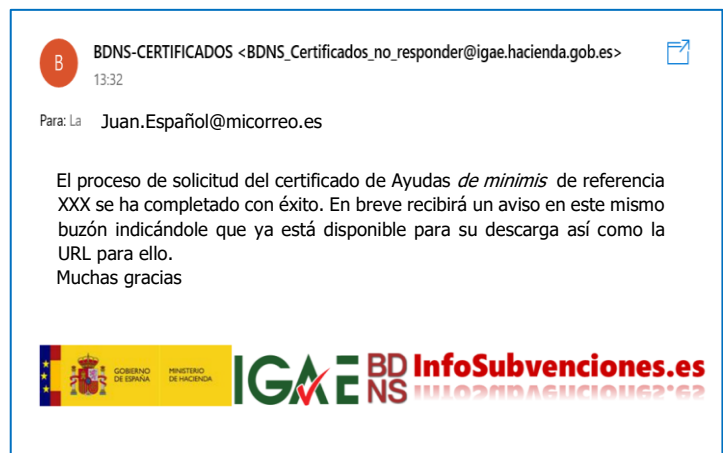 B
BDNS-CERTIFICADOS <BDNS_Certificados_no_responder@igae.hacienda.gob.es>
13:32
Para: La Juan.Español@micorreo.es
El proceso de solicitud del certificado de Ayudas de minimis de referencia
XXX se ha completado con éxito. En breve recibirá un aviso en este mismo
buzón indicándole que ya está disponible para su descarga así como la
URL para ello.
Muchas gracias
GOBIERNO
DE ESPAÑA
MINISTERIO
DE HACIENDA
IGAE
BD
NS
InfoSubvenciones.es